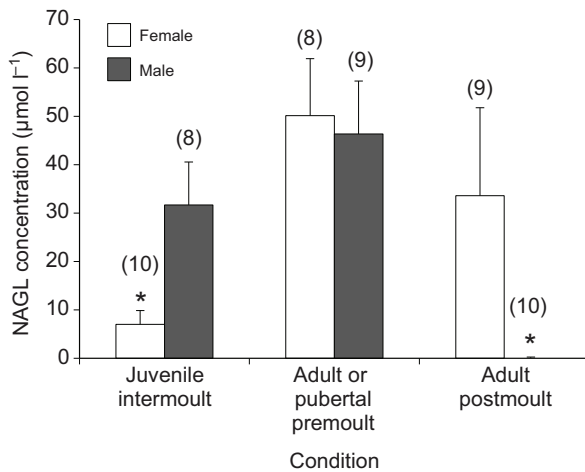 NAGL concentration (µmol l⁻¹)
70
60
50
40
30
20
10
0
Female
Male
(10)
*
(8)
(8)
(9)
(9)
(10)
*
Juvenile
intermoult
Adult or
pubertal
premoult
Adult
postmoult
Condition